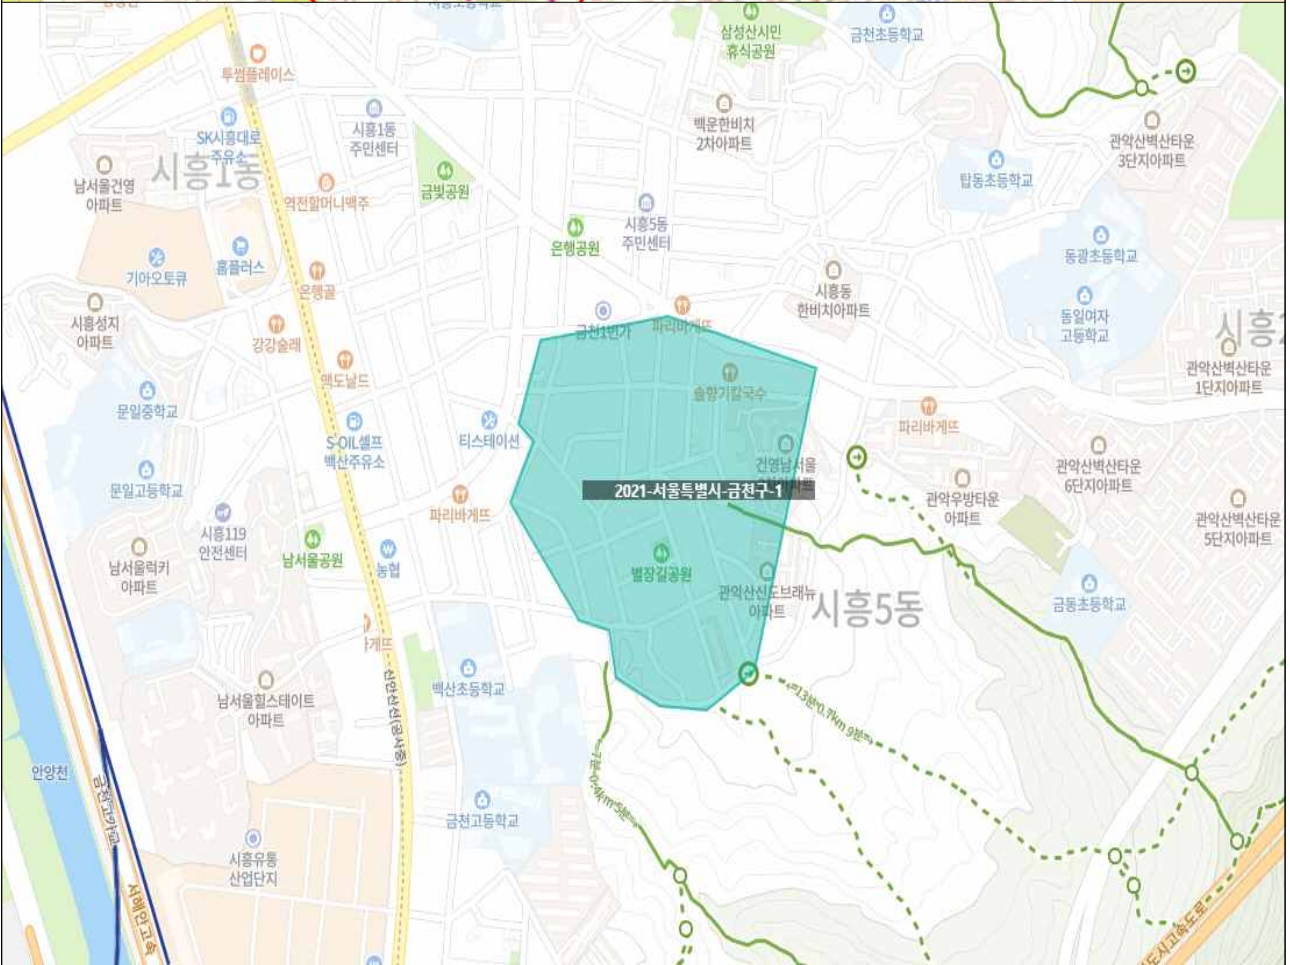 삼성산시민
휴식공원
금천초등학교
투썸플레이스
SK시흥대로
주유소
시흥1동
주민센터
백운한비치
2차아파트
관악산벽산타운
3단지아파트
시흥1동
남서울건영
아파트
금빛공원
탑동초등학교
역전할머니맥주
시흥5동
주민센터
은행공원
동광초등학교
기아오토큐
홈플러스
은행골
시흥동
한비치아파트
시흥성지
아파트
금천1번가
파리바게뜨
동일여자
고등학교
강강술래
관악산벽산타운
1단지아파트
맥도날드
솔향기칼국수
문일중학교
파리바게뜨
S-OIL셀프
백산주유소
티스테이션
건영남서울
관악산벽산타운
6단지아파트
문일고등학교
2021-서울특별시-금천구-1
파리바게뜨
관악우방타운
아파트
관악산벽산타운
5단지아파트
시흥119
안전센터
남서울공원
남서울럭키
아파트
농협
별장길공원
관악산신도브래뉴
아파트
시흥5동
금동초등학교
백산초등학교
남서울힐스테이트
아파트
신안산선(공사중)
안양천
금천고가교
금천고등학교
시흥유통
산업단지
서해안고속